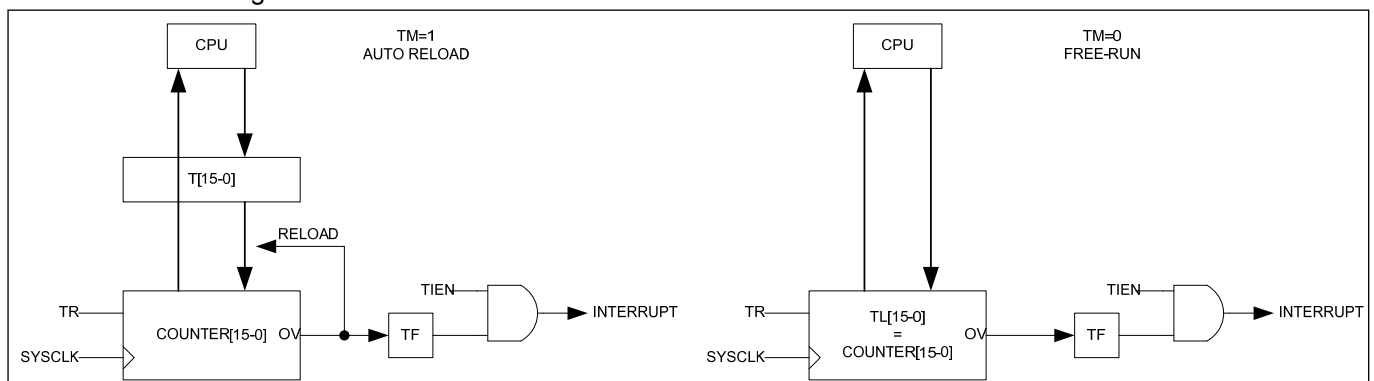 CPU
TM=1
AUTO RELOAD
T[15-0]
RELOAD
TR
COUNTER[15-0]
OV
SYSCLK
TF
TIEN
INTERRUPT
CPU
TM=0
FREE-RUN
TR
TL[15-0]
=
COUNTER[15-0]
OV
SYSCLK
TF
TIEN
INTERRUPT